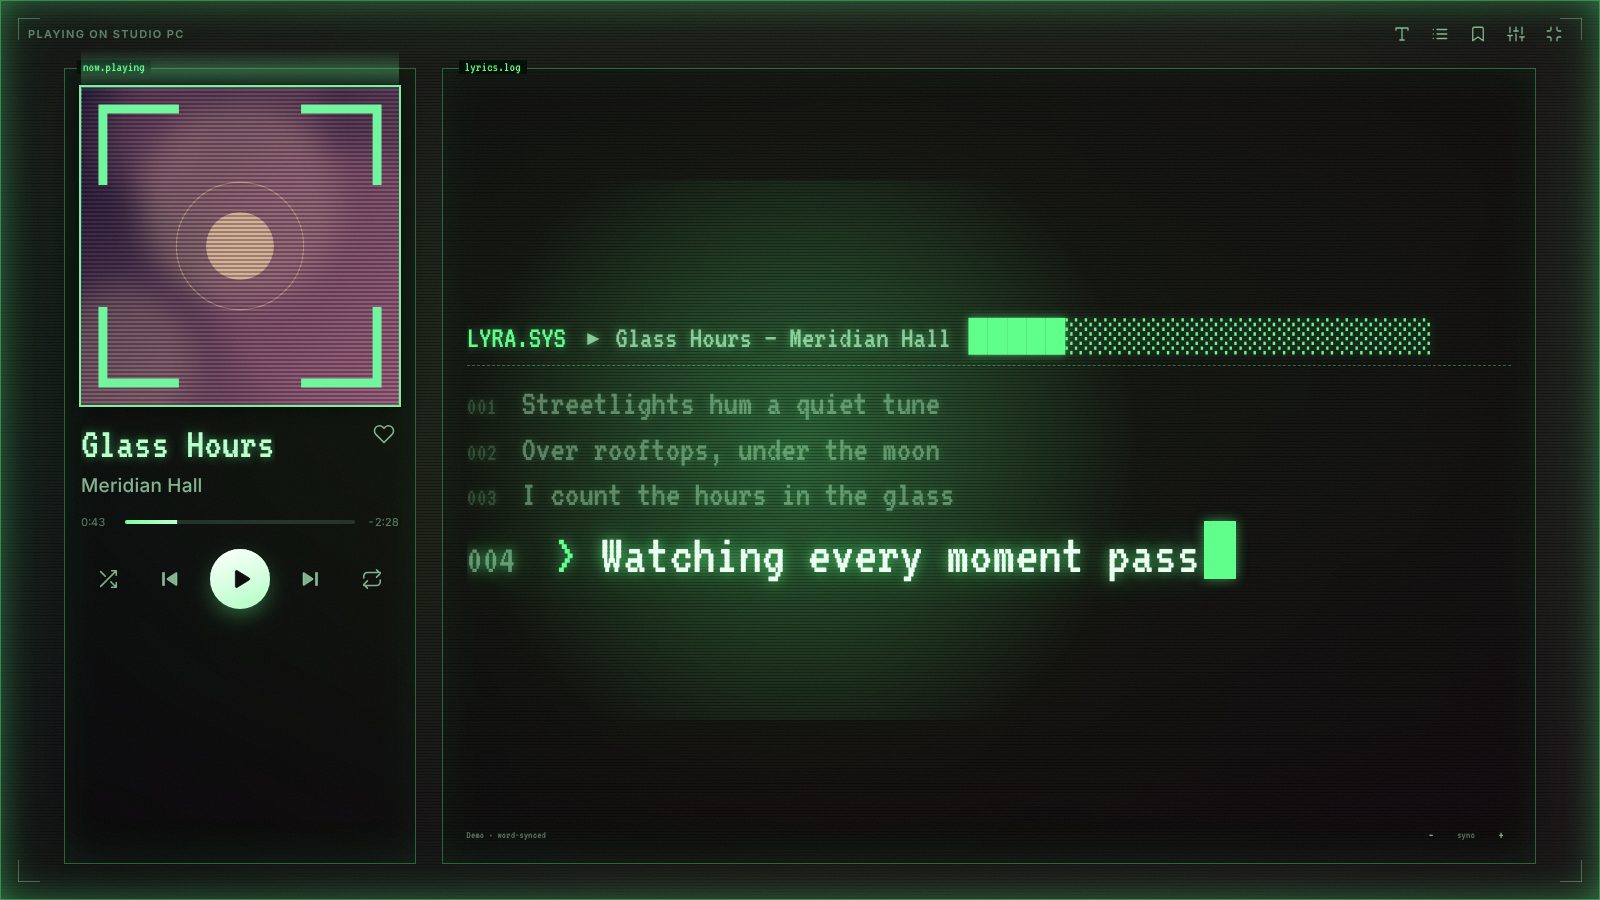 PLAYING ON STUDIO PC
now.playing
Glass Hours
Meridian Hall
0:43
-2:28
lyrics.log
LYRA.SYS ► Glass Hours — Meridian Hall
001 Streetlights hum a quiet tune
002 Over rooftops, under the moon
003 I count the hours in the glass
004 › Watching every moment pass
Demo · word-synced
- sync +